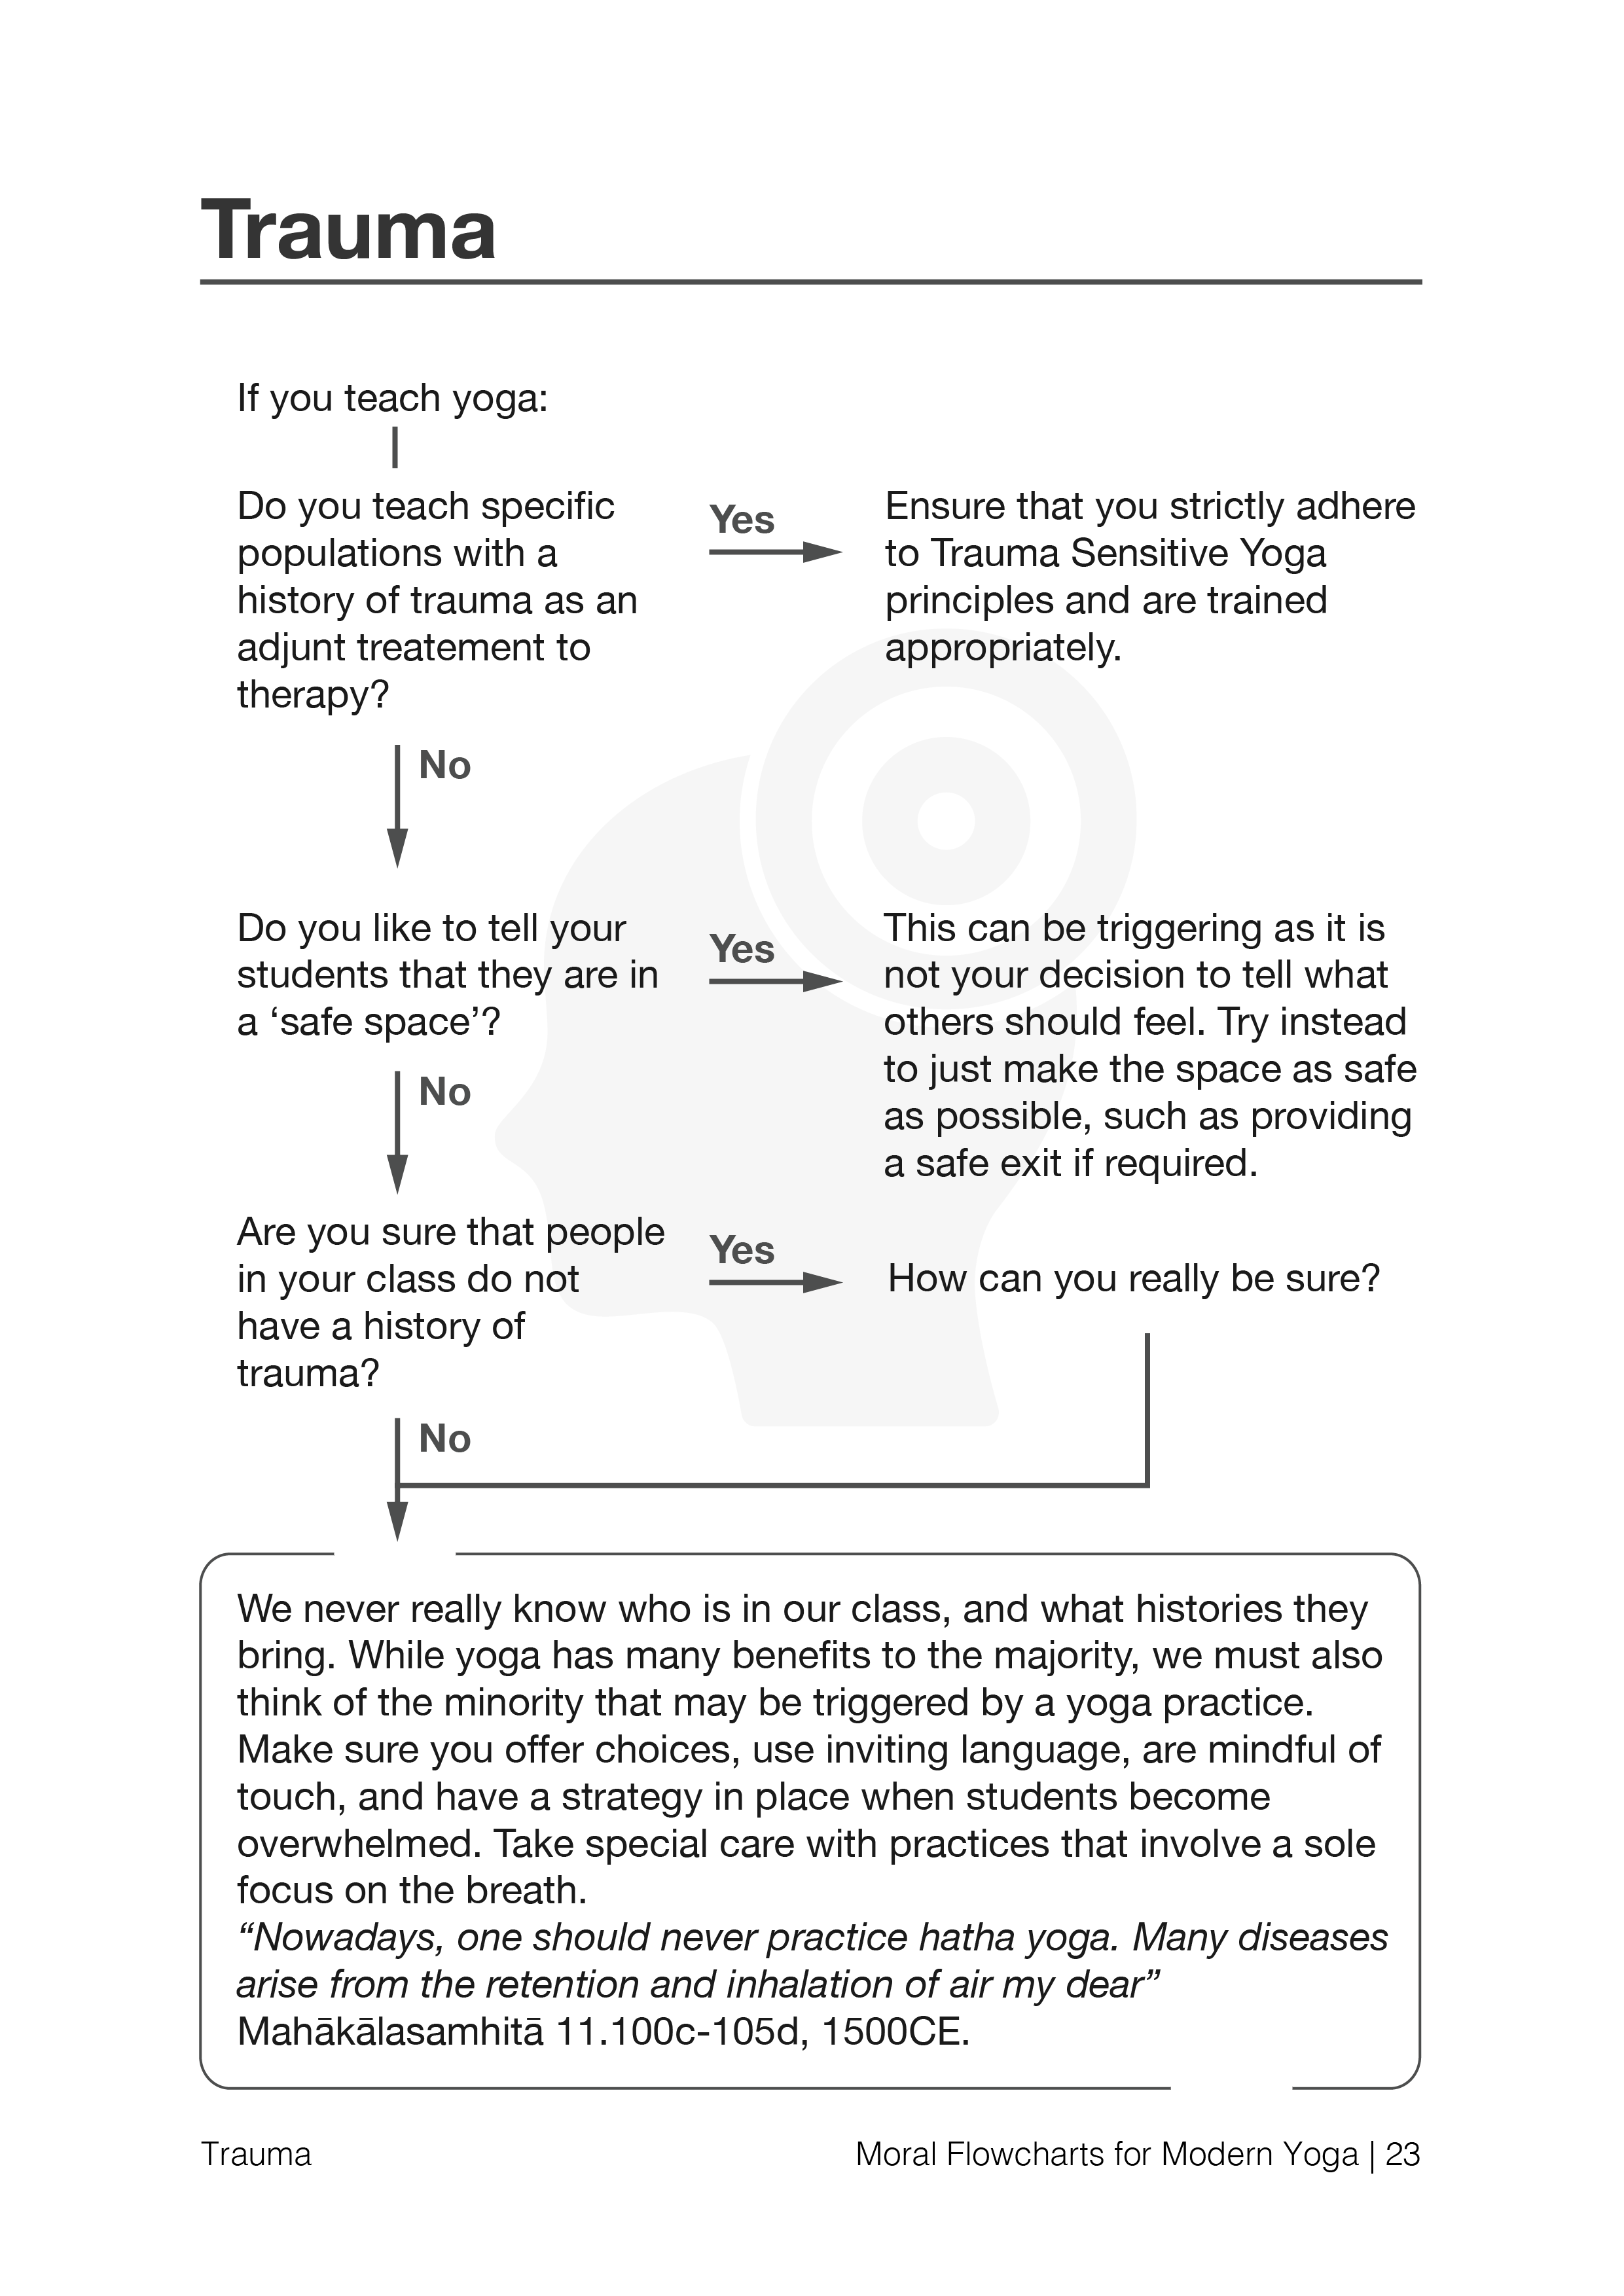 Trauma
If you teach yoga:
Do you teach specific
populations with a
history of trauma as an
adjunt treatement to
therapy?
Yes
Ensure that you strictly adhere
to Trauma Sensitive Yoga
principles and are trained
appropriately.
No
Do you like to tell your
students that they are in
a ‘safe space’?
Yes
This can be triggering as it is
not your decision to tell what
others should feel. Try instead
to just make the space as safe
as possible, such as providing
a safe exit if required.
No
Are you sure that people
in your class do not
have a history of
trauma?
Yes
How can you really be sure?
No
We never really know who is in our class, and what histories they
bring. While yoga has many benefits to the majority, we must also
think of the minority that may be triggered by a yoga practice.
Make sure you offer choices, use inviting language, are mindful of
touch, and have a strategy in place when students become
overwhelmed. Take special care with practices that involve a sole
focus on the breath.
“Nowadays, one should never practice hatha yoga. Many diseases
arise from the retention and inhalation of air my dear”
Mahākālasamhitā 11.100c-105d, 1500CE.
Trauma
Moral Flowcharts for Modern Yoga | 23